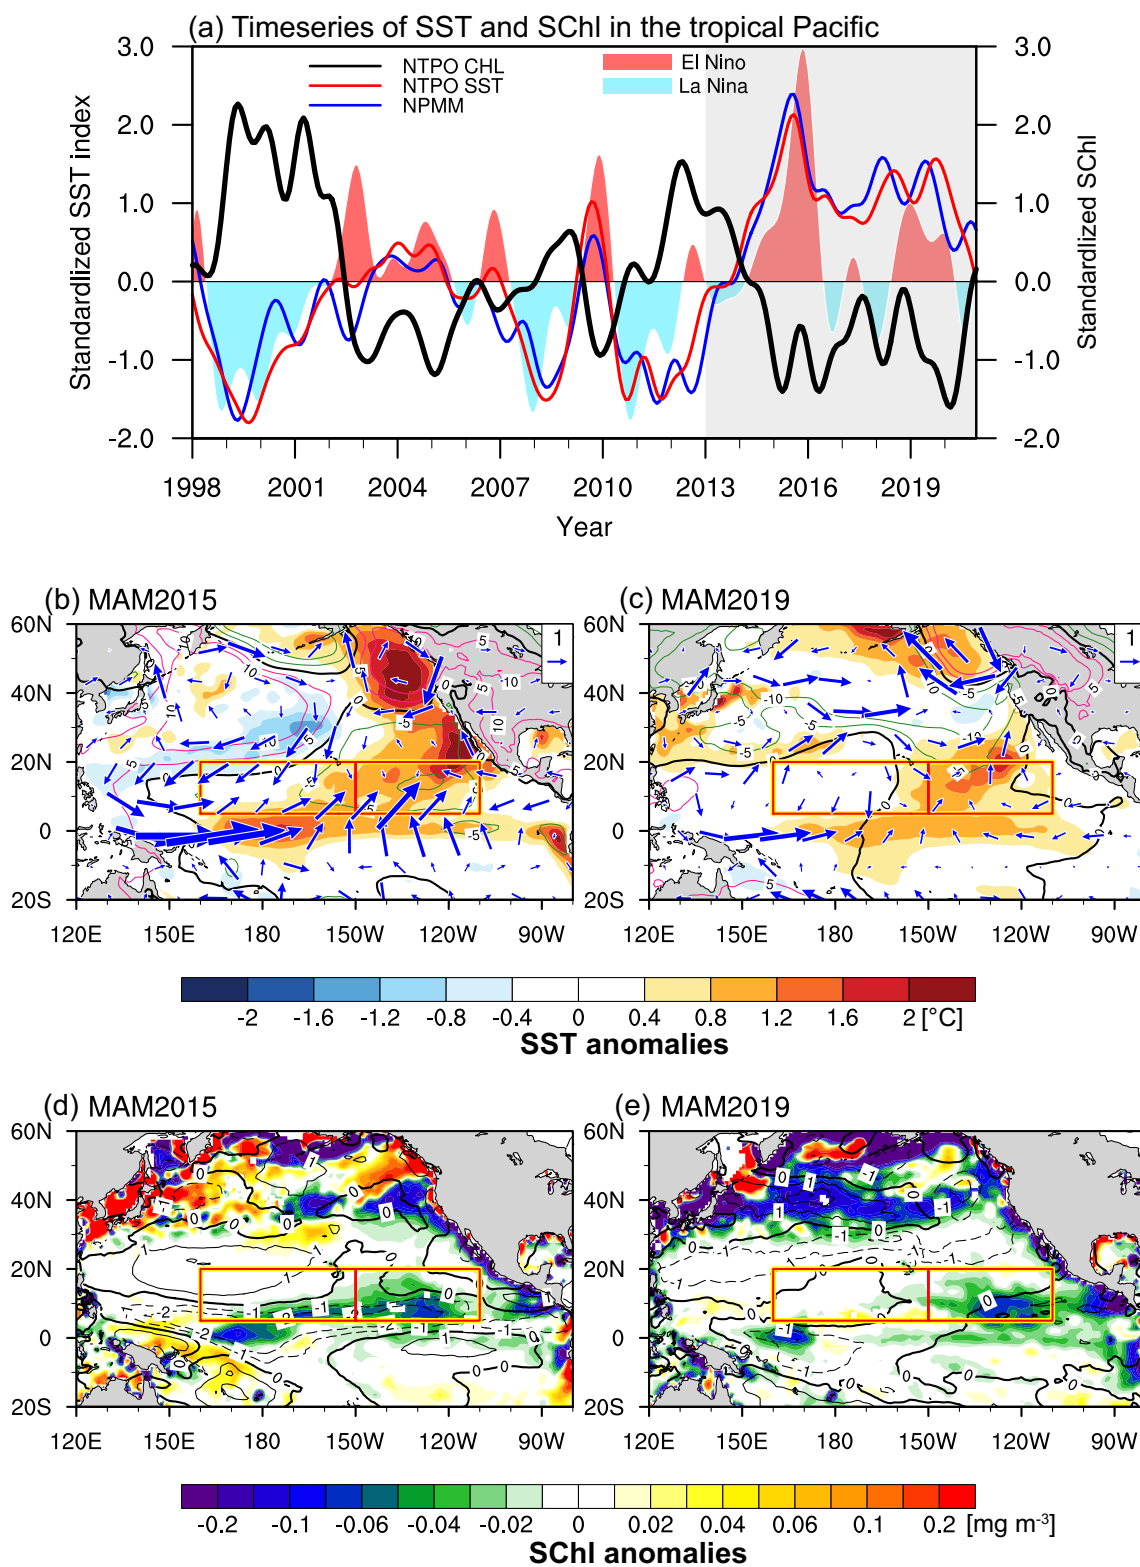 (a) Timeseries of SST and SChl in the tropical Pacific
3.0 NTPO CHL El Nino 3.0
NTPO SST La Nina
NPMM
2.0 2.0
1.0 1.0
0.0 0.0
-1.0 -1.0
-2.0 -2.0
Standardlized SST index
Standardlized SChl
1998 2001 2004 2007 2010 2013 2016 2019
Year
(b) MAM2015
(c) MAM2019
60N 60N
40N 40N
20N 20N
0 0
20S 20S
1 1
120E 150E 180 150W 120W 90W
120E 150E 180 150W 120W 90W
-2 -1.6 -1.2 -0.8 -0.4 0 0.4 0.8 1.2 1.6 2 [°C]
SST anomalies
(d) MAM2015
(e) MAM2019
60N 60N
40N 40N
20N 20N
0 0
20S 20S
120E 150E 180 150W 120W 90W
120E 150E 180 150W 120W 90W
-0.2 -0.1 -0.06 -0.04 -0.02 0 0.02 0.04 0.06 0.1 0.2 [mg m⁻³]
SChl anomalies